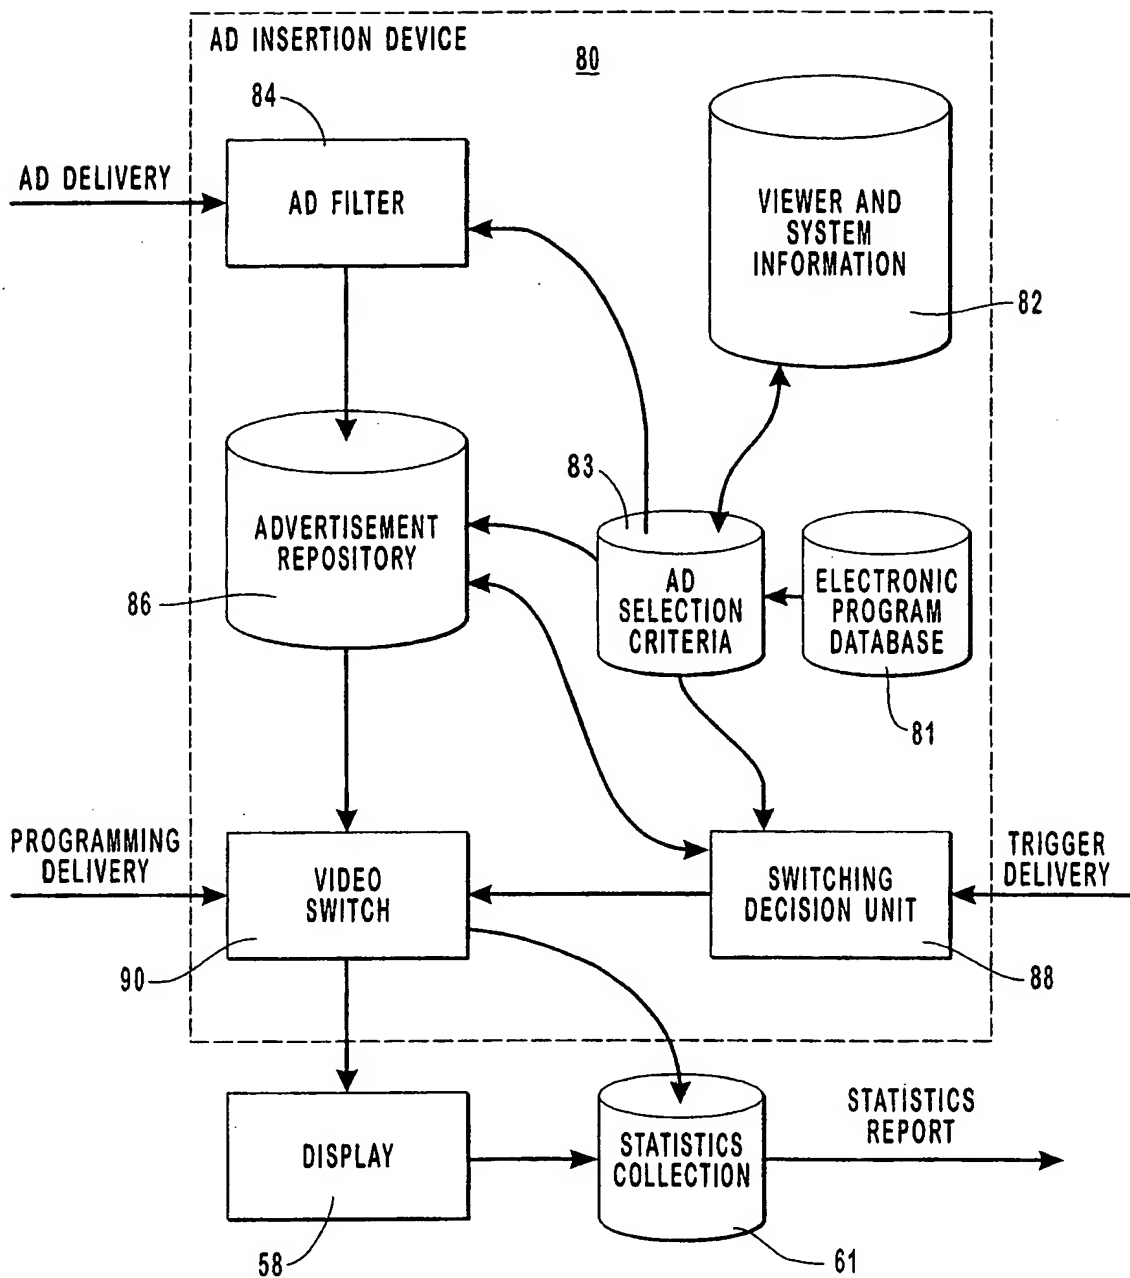 AD INSERTION DEVICE
80
84
AD DELIVERY
AD FILTER
VIEWER AND
SYSTEM
INFORMATION
82
83
ADVERTISEMENT
REPOSITORY
86
AD
SELECTION
CRITERIA
ELECTRONIC
PROGRAM
DATABASE
81
PROGRAMMING
DELIVERY
VIDEO
SWITCH
SWITCHING
DECISION UNIT
TRIGGER
DELIVERY
90
88
DISPLAY
STATISTICS
COLLECTION
STATISTICS
REPORT
58
61